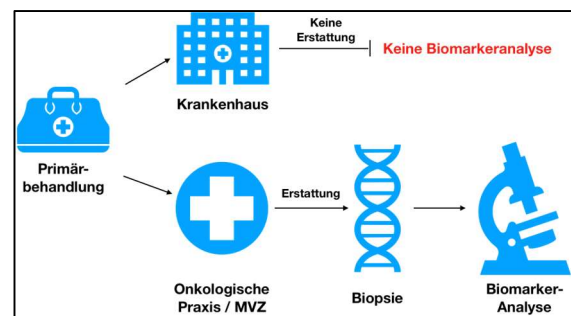 Keine
Erstattung
Keine Biomarkeranalyse
Krankenhaus
Primär-
behandlung
Erstattung
Onkologische
Praxis / MVZ
Biopsie
Biomarker-
Analyse